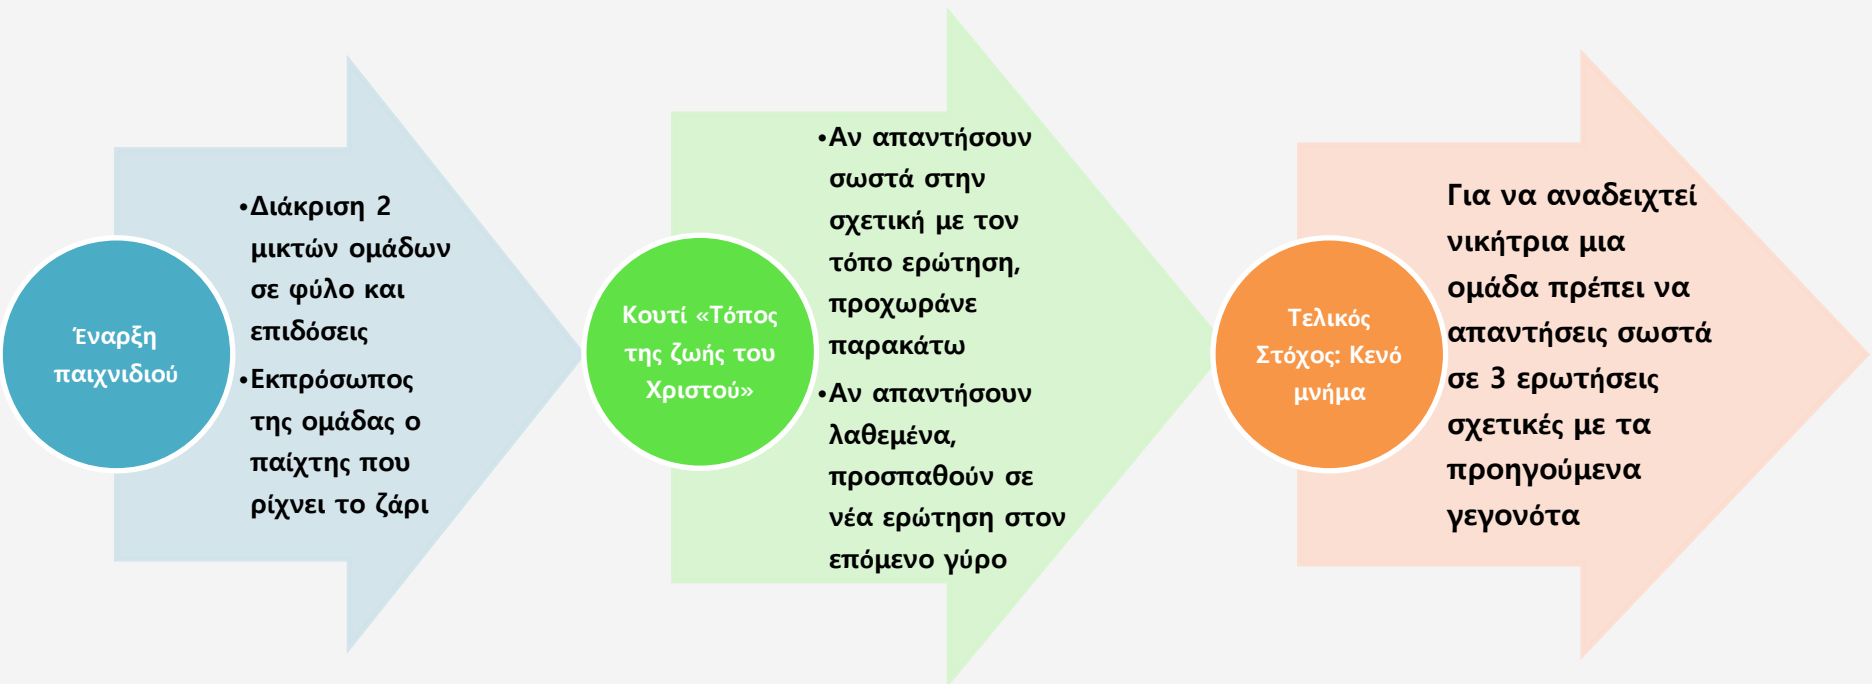 Έναρξη
παιχνιδιού
•Διάκριση 2
μικτών ομάδων
σε φύλο και
επιδόσεις
•Εκπρόσωπος
της ομάδας ο
παίχτης που
ρίχνει το ζάρι
Κουτί «Τόπος
της ζωής του
Χριστού»
•Αν απαντήσουν
σωστά στην
σχετική με τον
τόπο ερώτηση,
προχωράνε
παρακάτω
•Αν απαντήσουν
λαθεμένα,
προσπαθούν σε
νέα ερώτηση στον
επόμενο γύρο
Τελικός
Στόχος: Κενό
μνήμα
Για να αναδειχτεί
νικήτρια μια
ομάδα πρέπει να
απαντήσεις σωστά
σε 3 ερωτήσεις
σχετικές με τα
προηγούμενα
γεγονότα